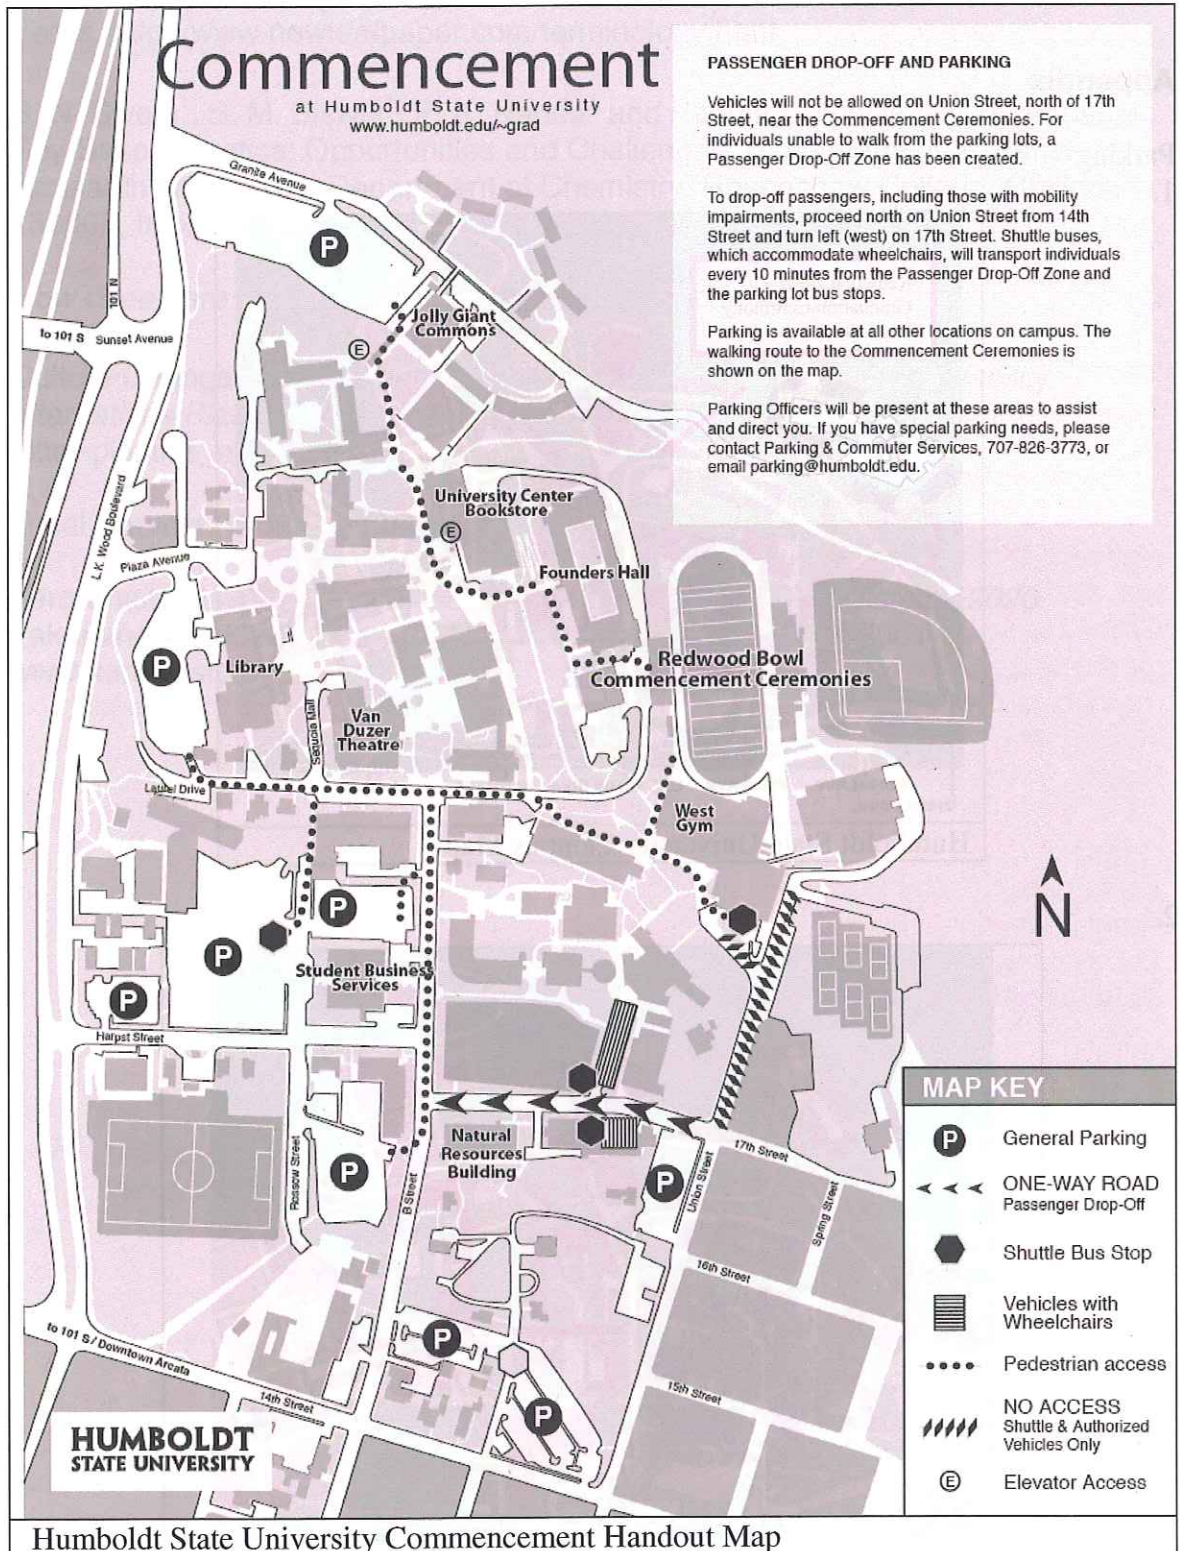 Commencement
at Humboldt State University
www.humboldt.edu/~grad
PASSENGER DROP-OFF AND PARKING
Vehicles will not be allowed on Union Street, north of 17th
Street, near the Commencement Ceremonies. For
individuals unable to walk from the parking lots, a
Passenger Drop-Off Zone has been created.
To drop-off passengers, including those with mobility
impairments, proceed north on Union Street from 14th
Street and turn left (west) on 17th Street. Shuttle buses,
which accommodate wheelchairs, will transport individuals
every 10 minutes from the Passenger Drop-Off Zone and
the parking lot bus stops.
Parking is available at all other locations on campus. The
walking route to the Commencement Ceremonies is
shown on the map.
Parking Officers will be present at these areas to assist
and direct you. If you have special parking needs, please
contact Parking & Commuter Services, 707-826-3773, or
email parking@humboldt.edu.
Granite Avenue
P
101 N
to 101 S
Sunset Avenue
Jolly Giant
Commons
E
L.K. Wood Boulevard
University Center
Bookstore
E
Plaza Avenue
Founders Hall
P
Library
Redwood Bowl
Commencement Ceremonies
Sequoia Mall
Van
Duzer
Theatre
Laurel Drive
West
Gym
P
P
Student Business
Services
P
N
Harpst Street
Natural
Resources
Building
17th Street
P
Rossow Street
P
Union Street
B Street
Spring Street
16th Street
to 101 S / Downtown Arcata
P
15th Street
14th Street
P
HUMBOLDT
STATE UNIVERSITY
MAP KEY
P General Parking
ONE-WAY ROAD
Passenger Drop-Off
Shuttle Bus Stop
Vehicles with
Wheelchairs
Pedestrian access
NO ACCESS
Shuttle & Authorized
Vehicles Only
E Elevator Access
Humboldt State University Commencement Handout Map